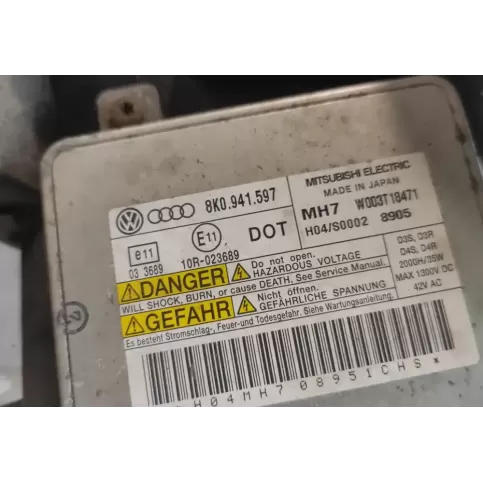 MITSUBISHI ELECTRIC
MADE IN JAPAN
8K0.941.597
MH7 W003T18471
H04/S0002 8905
e11
03 3689
E11
10R-023689
DOT
D3S, D3R
D4S, D4R
200GH/35W
MAX 1300V DC
42V AC
DANGER
Do not open.
HAZARDOUS VOLTAGE
WILL SHOCK, BURN, or cause DEATH. See Service Manual.
GEFAHR
Nicht öffnen.
GEFÄHRLICHE SPANNUNG
Es besteht Stromschlag-, Feuer-und Todesgefahr. Siehe Wartungsanleitung.
H04MH708951CHS*